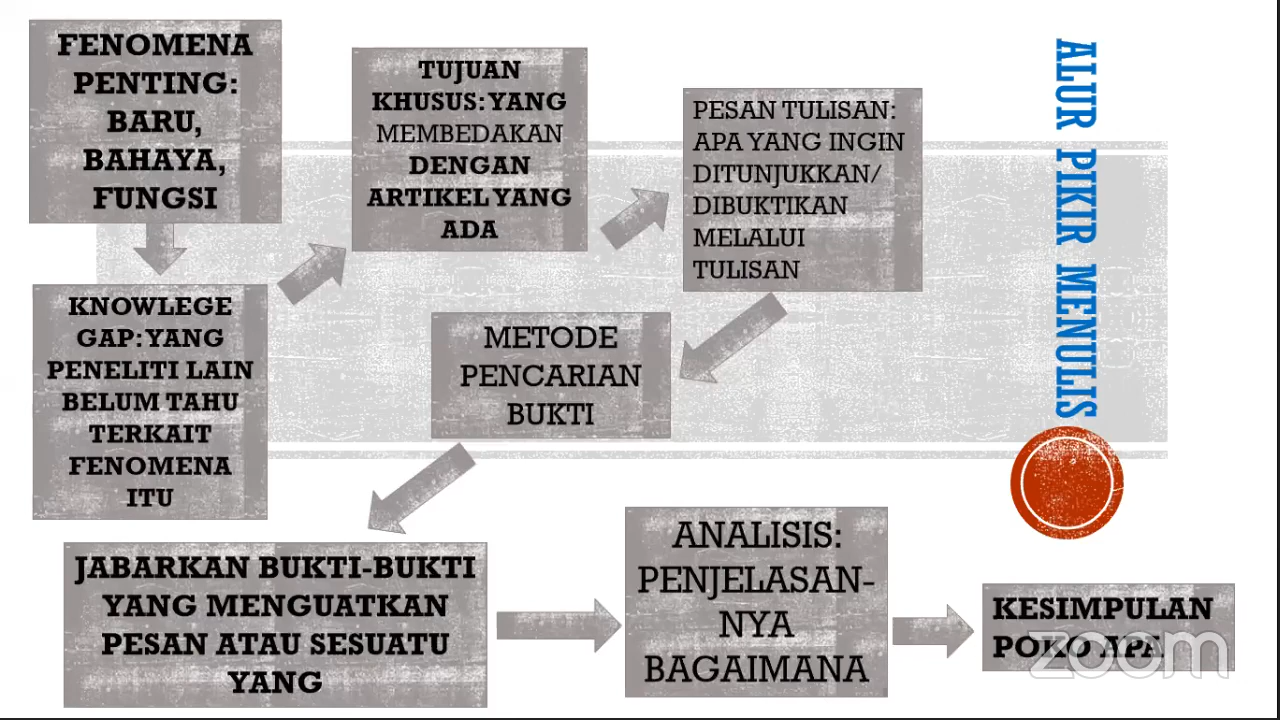 FENOMENA
PENTING:
BARU,
BAHAYA,
FUNGSI
KNOWLEGE
GAP: YANG
PENELITI LAIN
BELUM TAHU
TERKAIT
FENOMENA
ITU
TUJUAN
KHUSUS: YANG
MEMBEDAKAN
DENGAN
ARTIKEL YANG
ADA
PESAN TULISAN:
APA YANG INGIN
DITUNJUKKAN/
DIBUKTIKAN
MELALUI
TULISAN
METODE
PENCARIAN
BUKTI
JABARKAN BUKTI-BUKTI
YANG MENGUATKAN
PESAN ATAU SESUATU
YANG
ANALISIS:
PENJELASAN-
NYA
BAGAIMANA
KESIMPULAN
POKO APA
zoom
ALUR PIKIR MENULIS